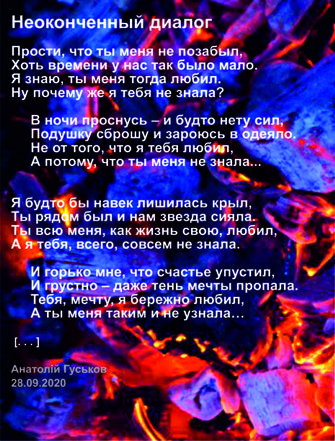 Неоконченный диалог
Прости, что ты меня не позабыл,
Хоть времени у нас так было мало.
Я знаю, ты меня тогда любил.
Ну почему же я тебя не знала?
В ночи проснусь – и будто нету сил,
Подушку сброшу и зароюсь в одеяло.
Не от того, что я тебя любил,
А потому, что ты меня не знала...
Я будто бы навек лишилась крыл,
Ты рядом был и нам звезда сияла.
Ты всю меня, как жизнь свою, любил,
А я тебя, всего, совсем не знала.
И горько мне, что счастье упустил,
И грустно – даже тень мечты пропала.
Тебя, мечту, я бережно любил,
А ты меня таким и не узнала…
[. . . ]
Анатолій Гуськов
28.09.2020